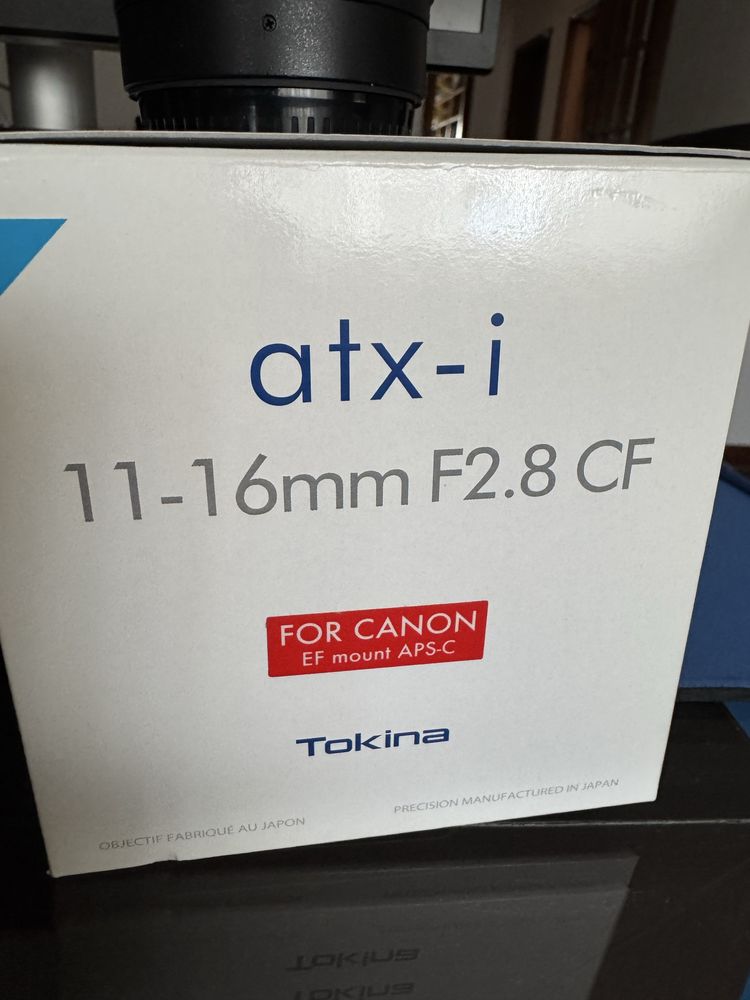 atx-i
11-16mm F2.8 CF
FOR CANON
EF mount APS-C
Tokina
OBJECTIF FABRIQUÉ AU JAPON
PRECISION MANUFACTURED IN JAPAN